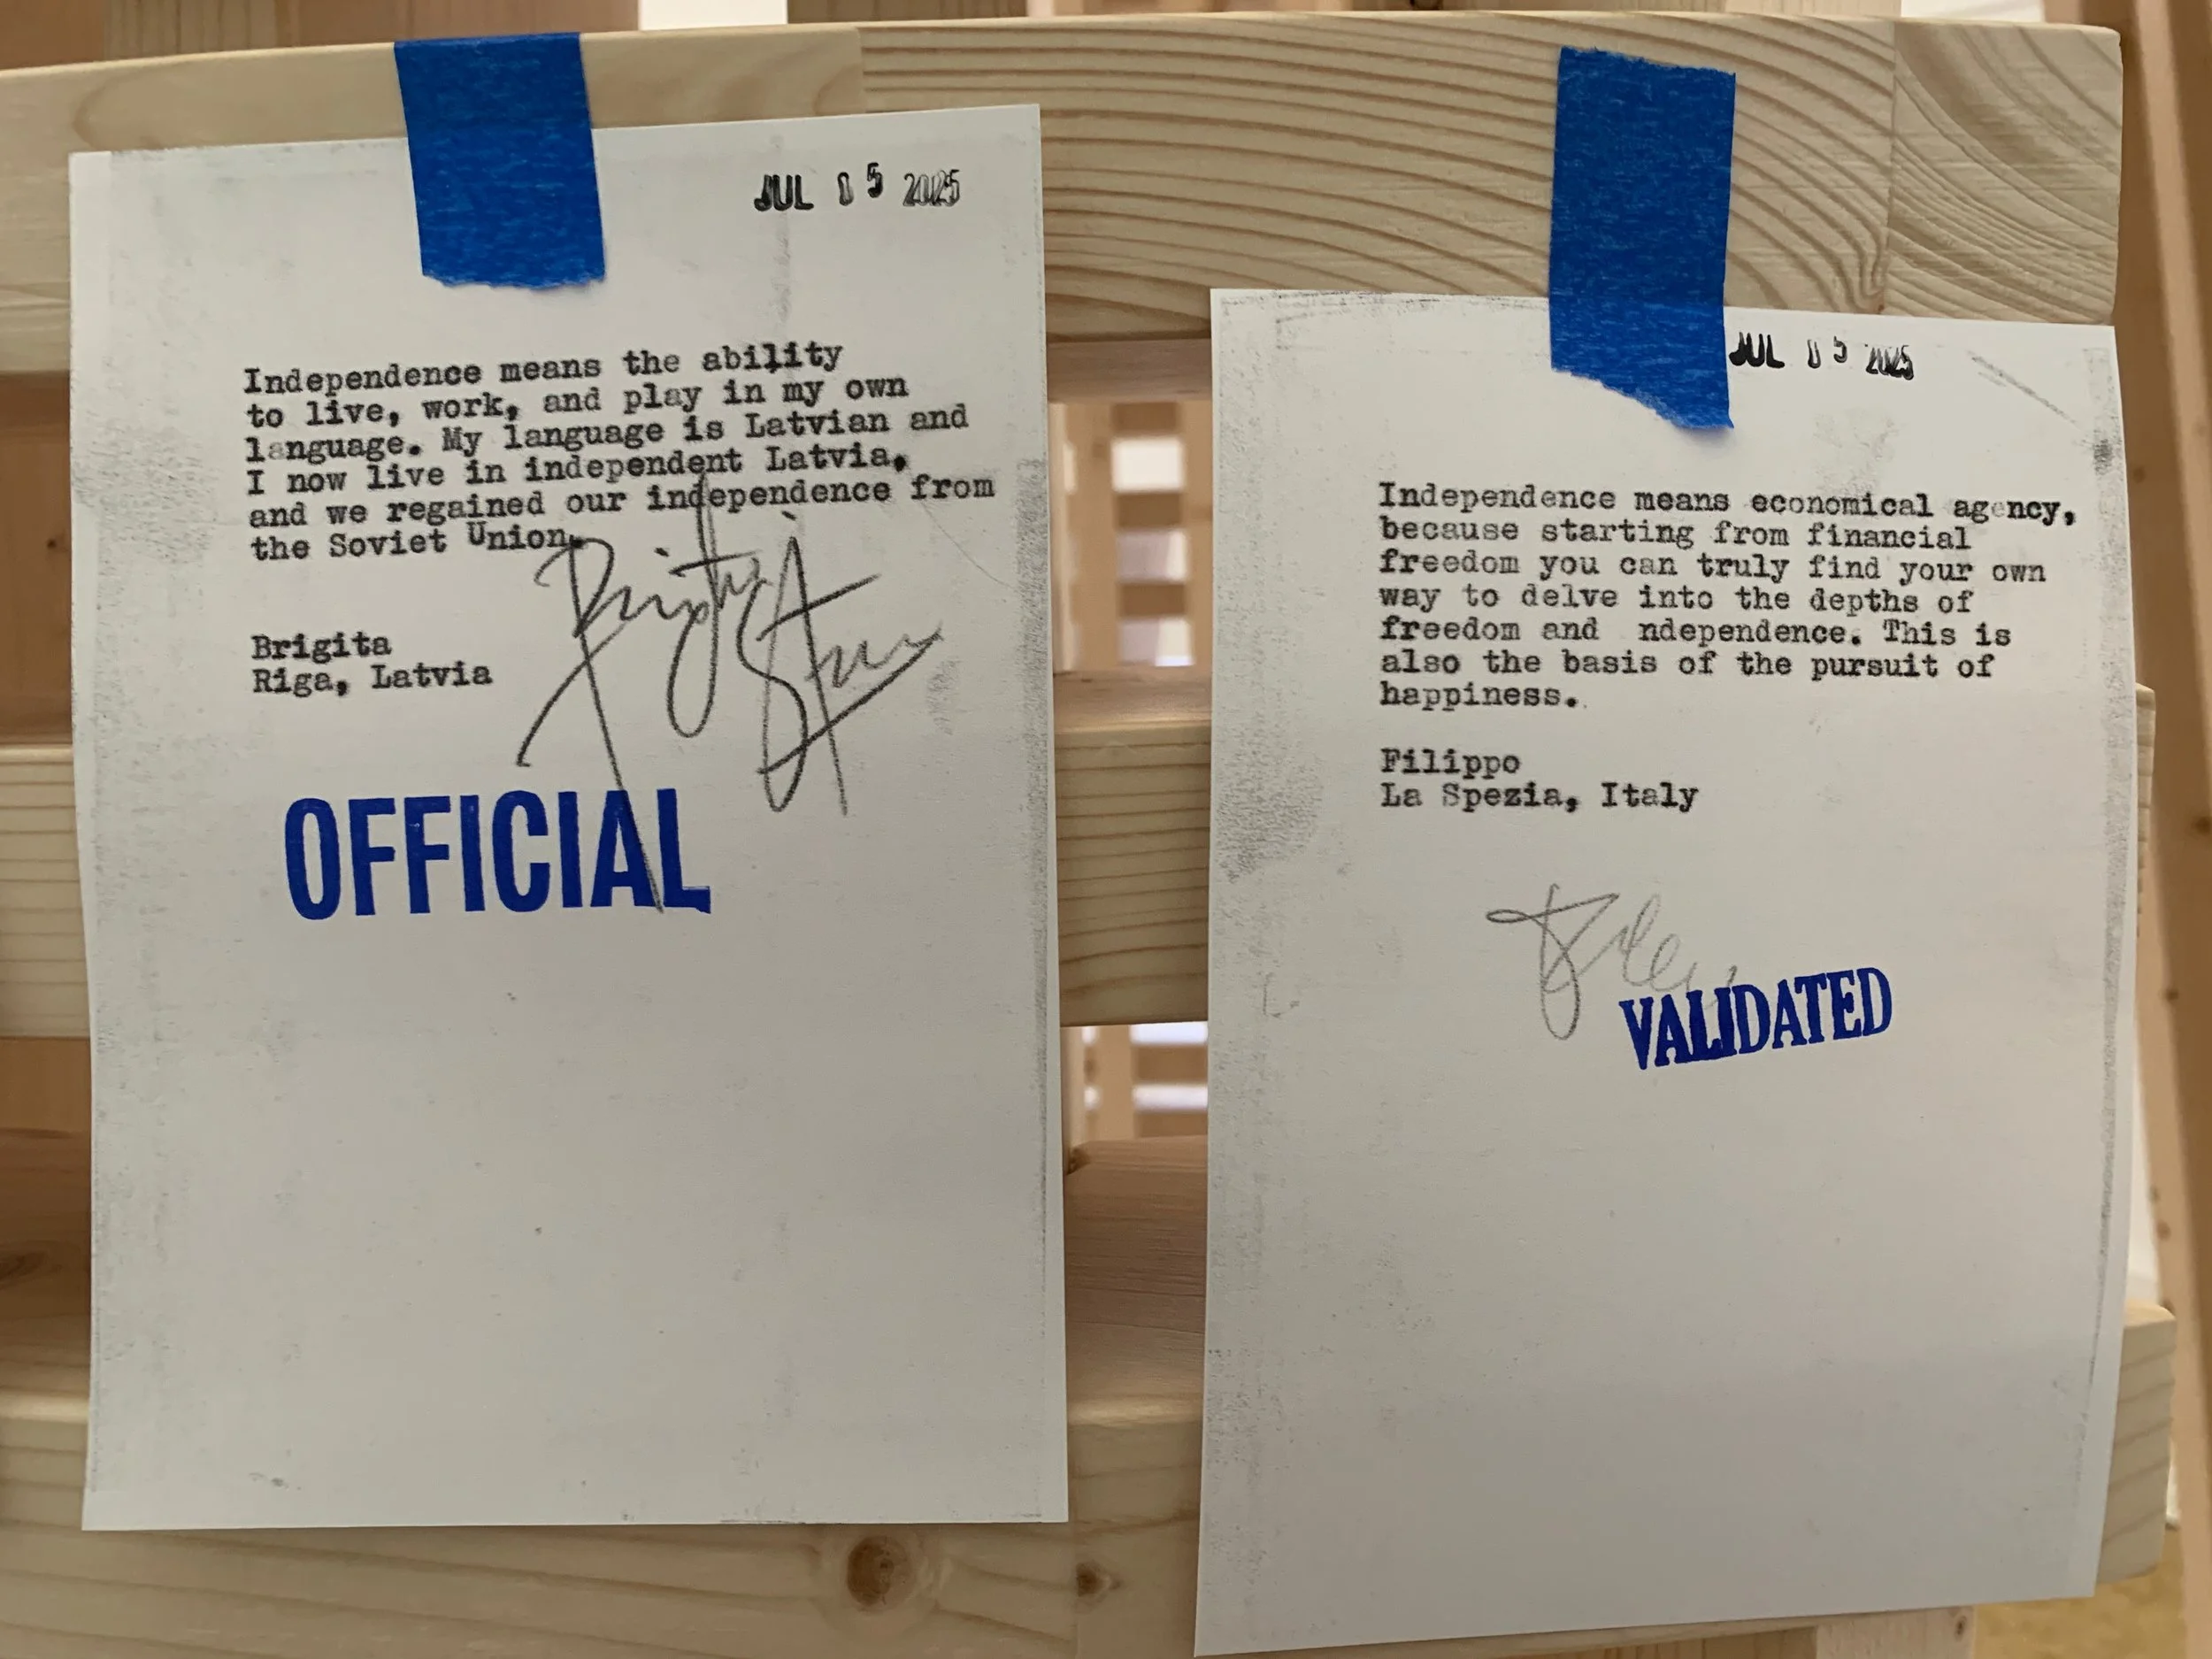 JUL 05 2025
Independence means the ability
to live, work, and play in my own
language. My language is Latvian and
I now live in independent Latvia,
and we regained our independence from
the Soviet Union.
Brigita
Riga, Latvia
OFFICIAL
JUL 05 2025
Independence means economical agency,
because starting from financial
freedom you can truly find your own
way to delve into the depths of
freedom and ndependence. This is
also the basis of the pursuit of
happiness.
Filippo
La Spezia, Italy
VALIDATED